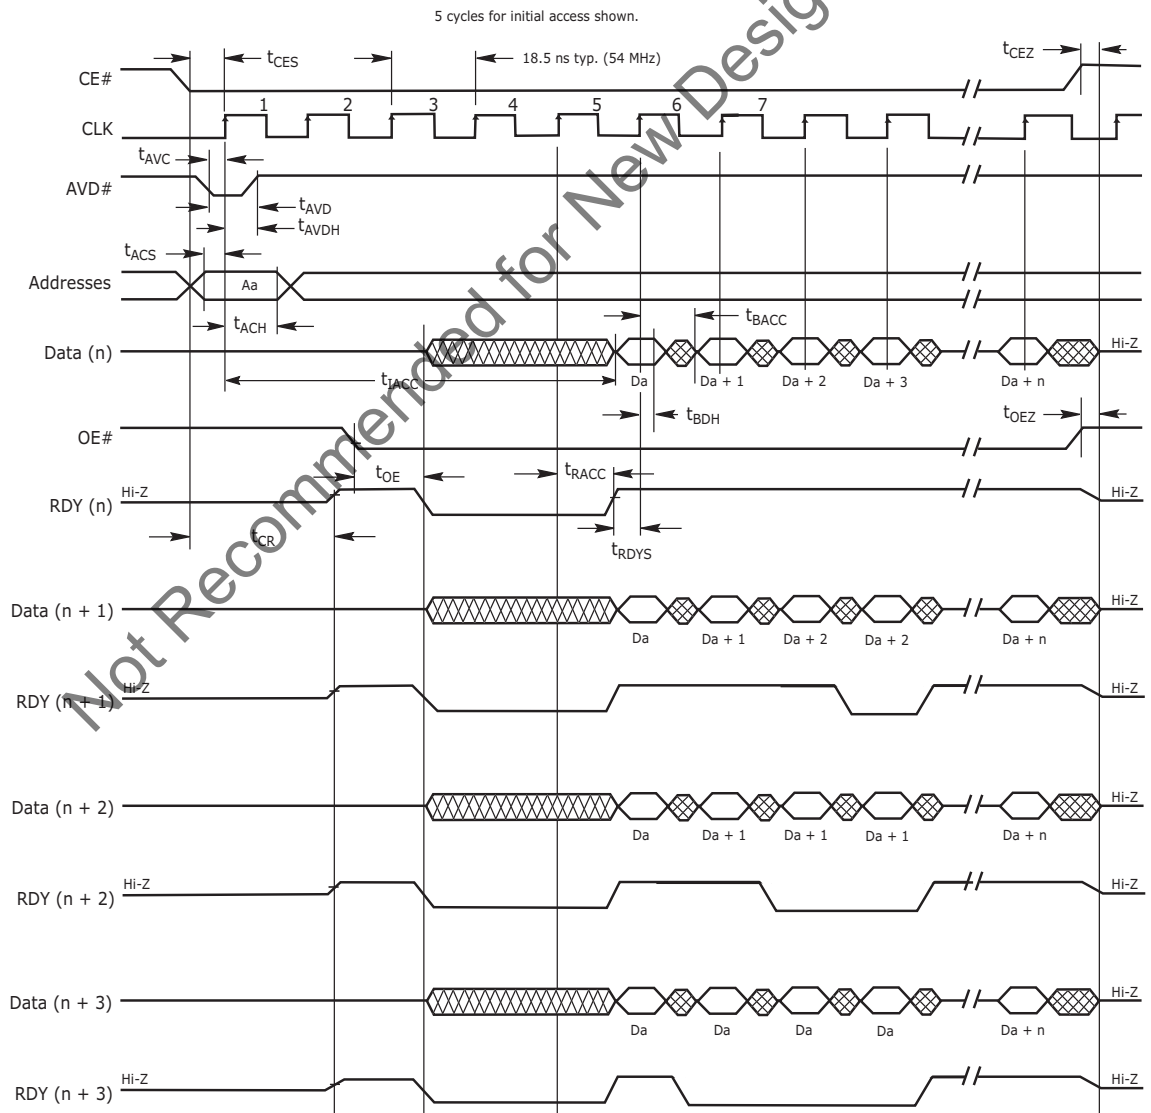 5 cycles for initial access shown.
tCES
18.5 ns typ. (54 MHz)
tCEZ
CE#
1 2 3 4 5 6 7
CLK
tAVC
AVD#
tAVD
tAVDH
tACS
Addresses
Aa
tACH
tBACC
Data (n)
Hi-Z
tIACC
Da Da + 1 Da + 2 Da + 3 Da + n
tBDH
tOEZ
OE#
tOE
tRACC
RDY (n)
Hi-Z
Hi-Z
tCR
tRDYS
Data (n + 1)
Hi-Z
Da Da + 1 Da + 2 Da + 2 Da + n
RDY (n + 1)
Hi-Z
Hi-Z
Data (n + 2)
Hi-Z
Da Da + 1 Da + 1 Da + 1 Da + n
RDY (n + 2)
Hi-Z
Hi-Z
Data (n + 3)
Hi-Z
Da Da Da Da Da + n
RDY (n + 3)
Hi-Z
Hi-Z
Not Recommended for New Desig